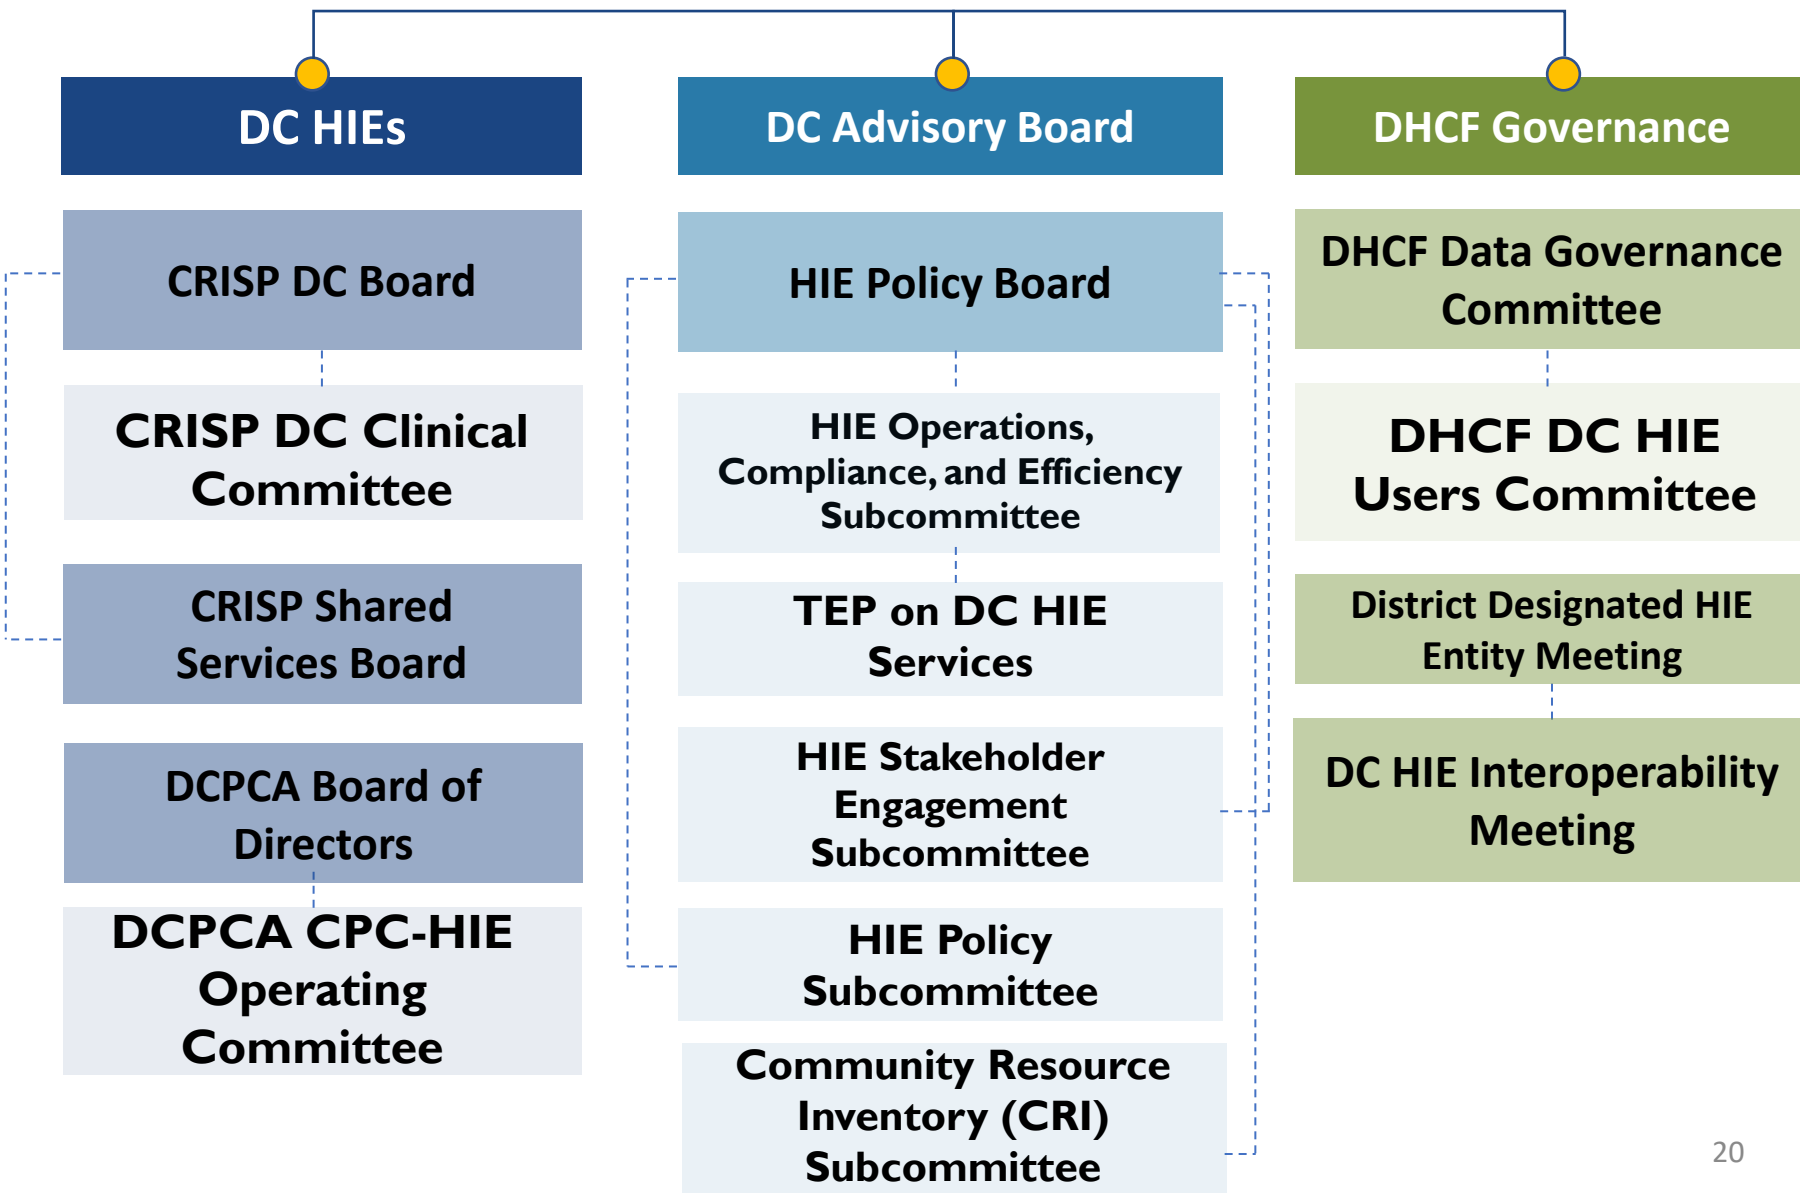 DC HIEs
CRISP DC Board
CRISP DC Clinical
Committee
CRISP Shared
Services Board
DCPCA Board of
Directors
DCPCA CPC-HIE
Operating
Committee
DC Advisory Board
HIE Policy Board
HIE Operations,
Compliance, and Efficiency
Subcommittee
TEP on DC HIE
Services
HIE Stakeholder
Engagement
Subcommittee
HIE Policy
Subcommittee
Community Resource
Inventory (CRI)
Subcommittee
DHCF Governance
DHCF Data Governance
Committee
DHCF DC HIE
Users Committee
District Designated HIE
Entity Meeting
DC HIE Interoperability
Meeting
20